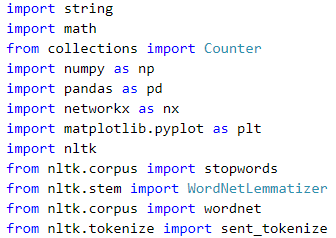 import string
import math
from collections import Counter
import numpy as np
import pandas as pd
import networkx as nx
import matplotlib.pyplot as plt
import nltk
from nltk.corpus import stopwords
from nltk.stem import WordNetLemmatizer
from nltk.corpus import wordnet
from nltk.tokenize import sent_tokenize